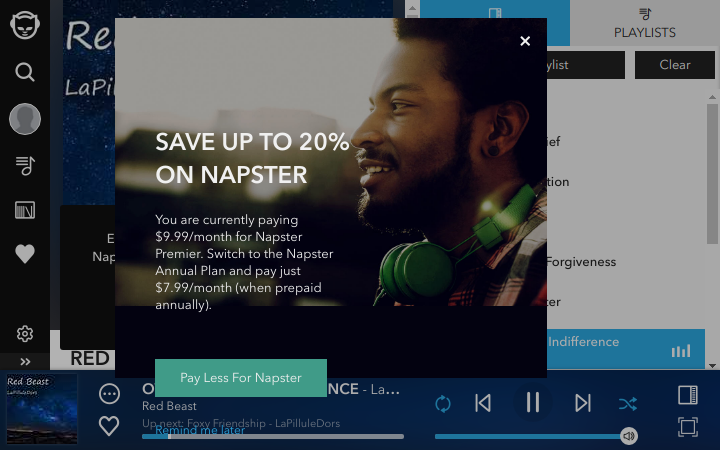 Red
LaPi
PLAYLISTS
ylist
Clear
SAVE UP TO 20%
ON NAPSTER
You are currently paying
$9.99/month for Napster
Premier. Switch to the Napster
Annual Plan and pay just
$7.99/month (when prepaid
annually).
Pay Less For Napster
Remind me later
E
Nap
ief
tion
Forgiveness
ter
Indifference
RED
Red Beast
LaPilluleDors
O
NCE - La...
Red Beast
Up next: Foxy Friendship - LaPilluleDors